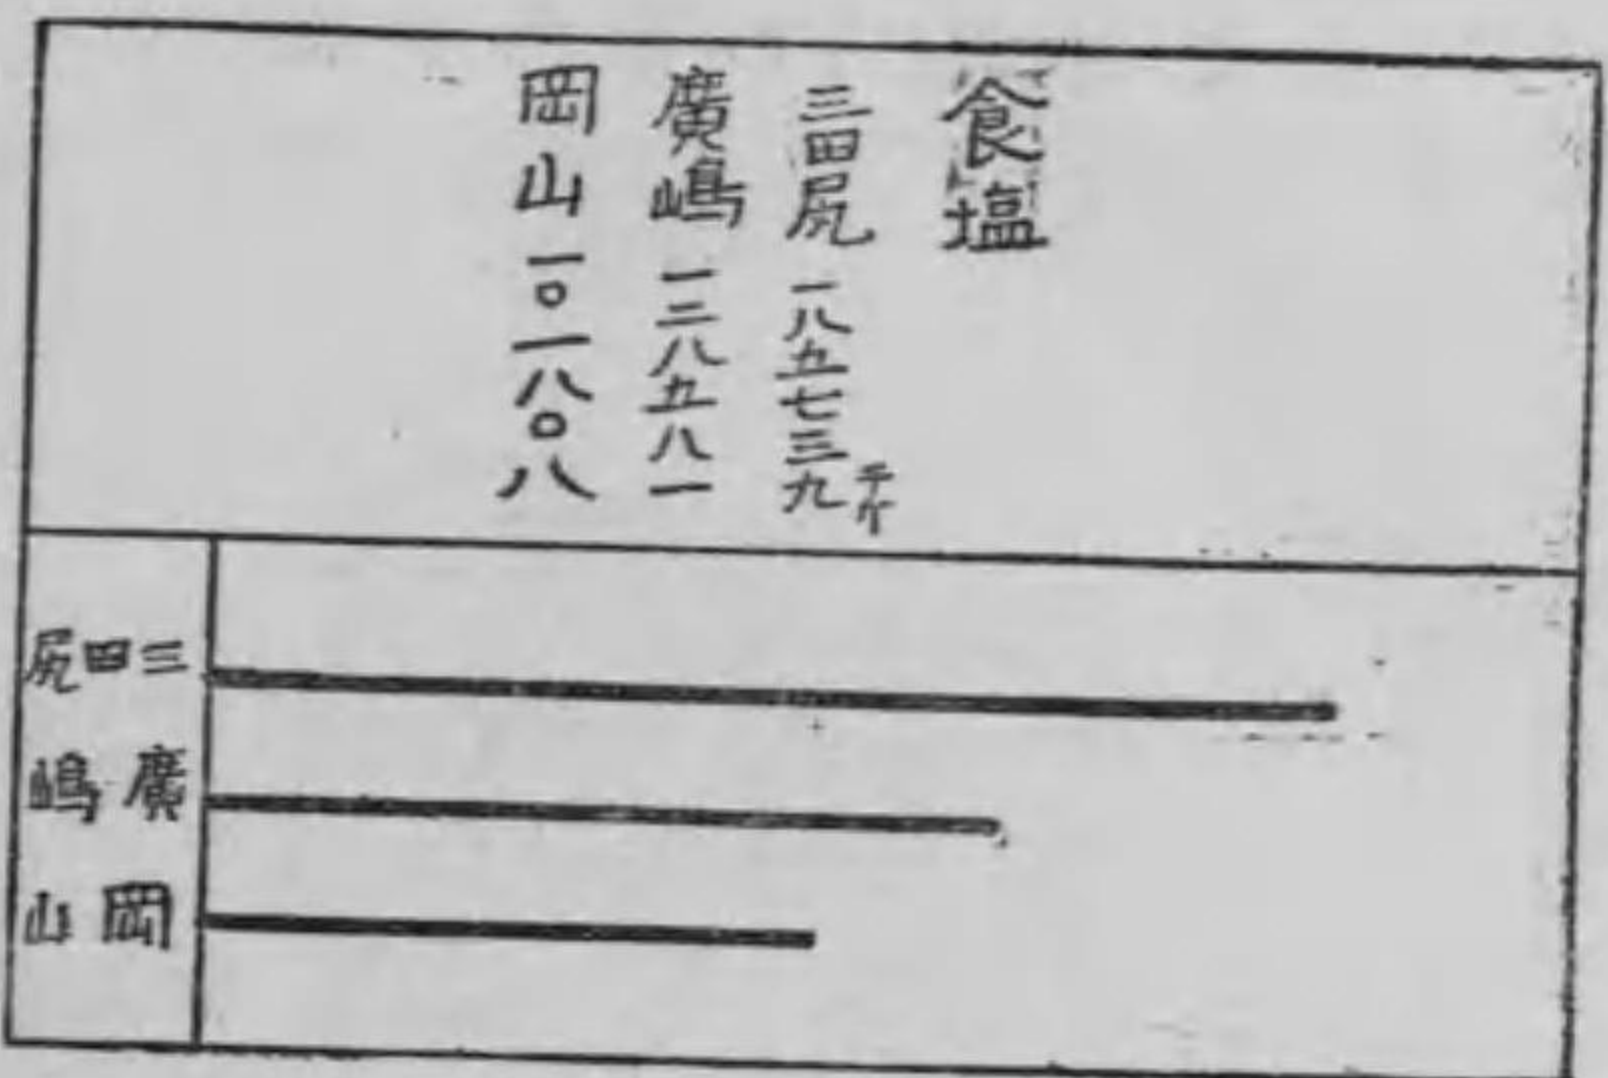 食塩
三田尻 一八五七三九千斤
廣嶋 一三八五八一
岡山 一〇一八〇八
三田尻
廣嶋
岡山